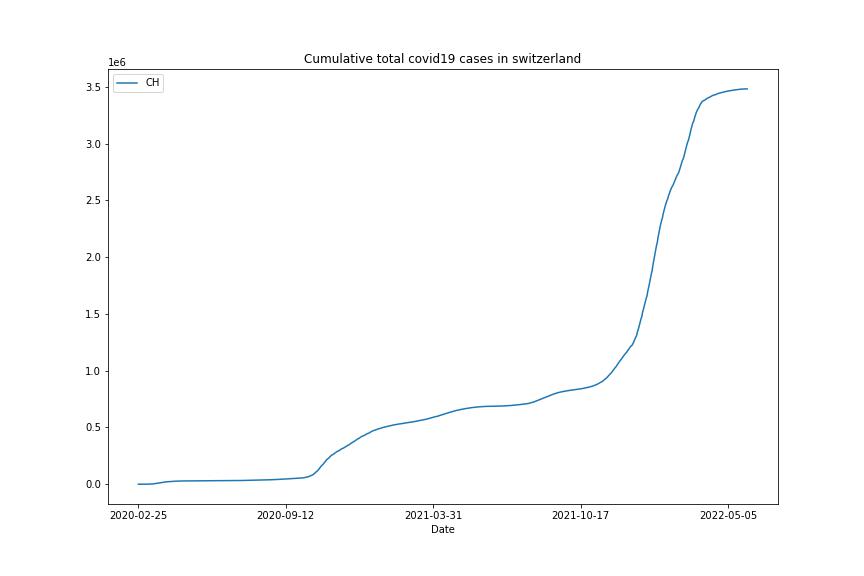 Cumulative total covid19 cases in switzerland
1e6
CH
3.5
3.0
2.5
2.0
1.5
1.0
0.5
0.0
2020-02-25 2020-09-12 2021-03-31 2021-10-17 2022-05-05
Date